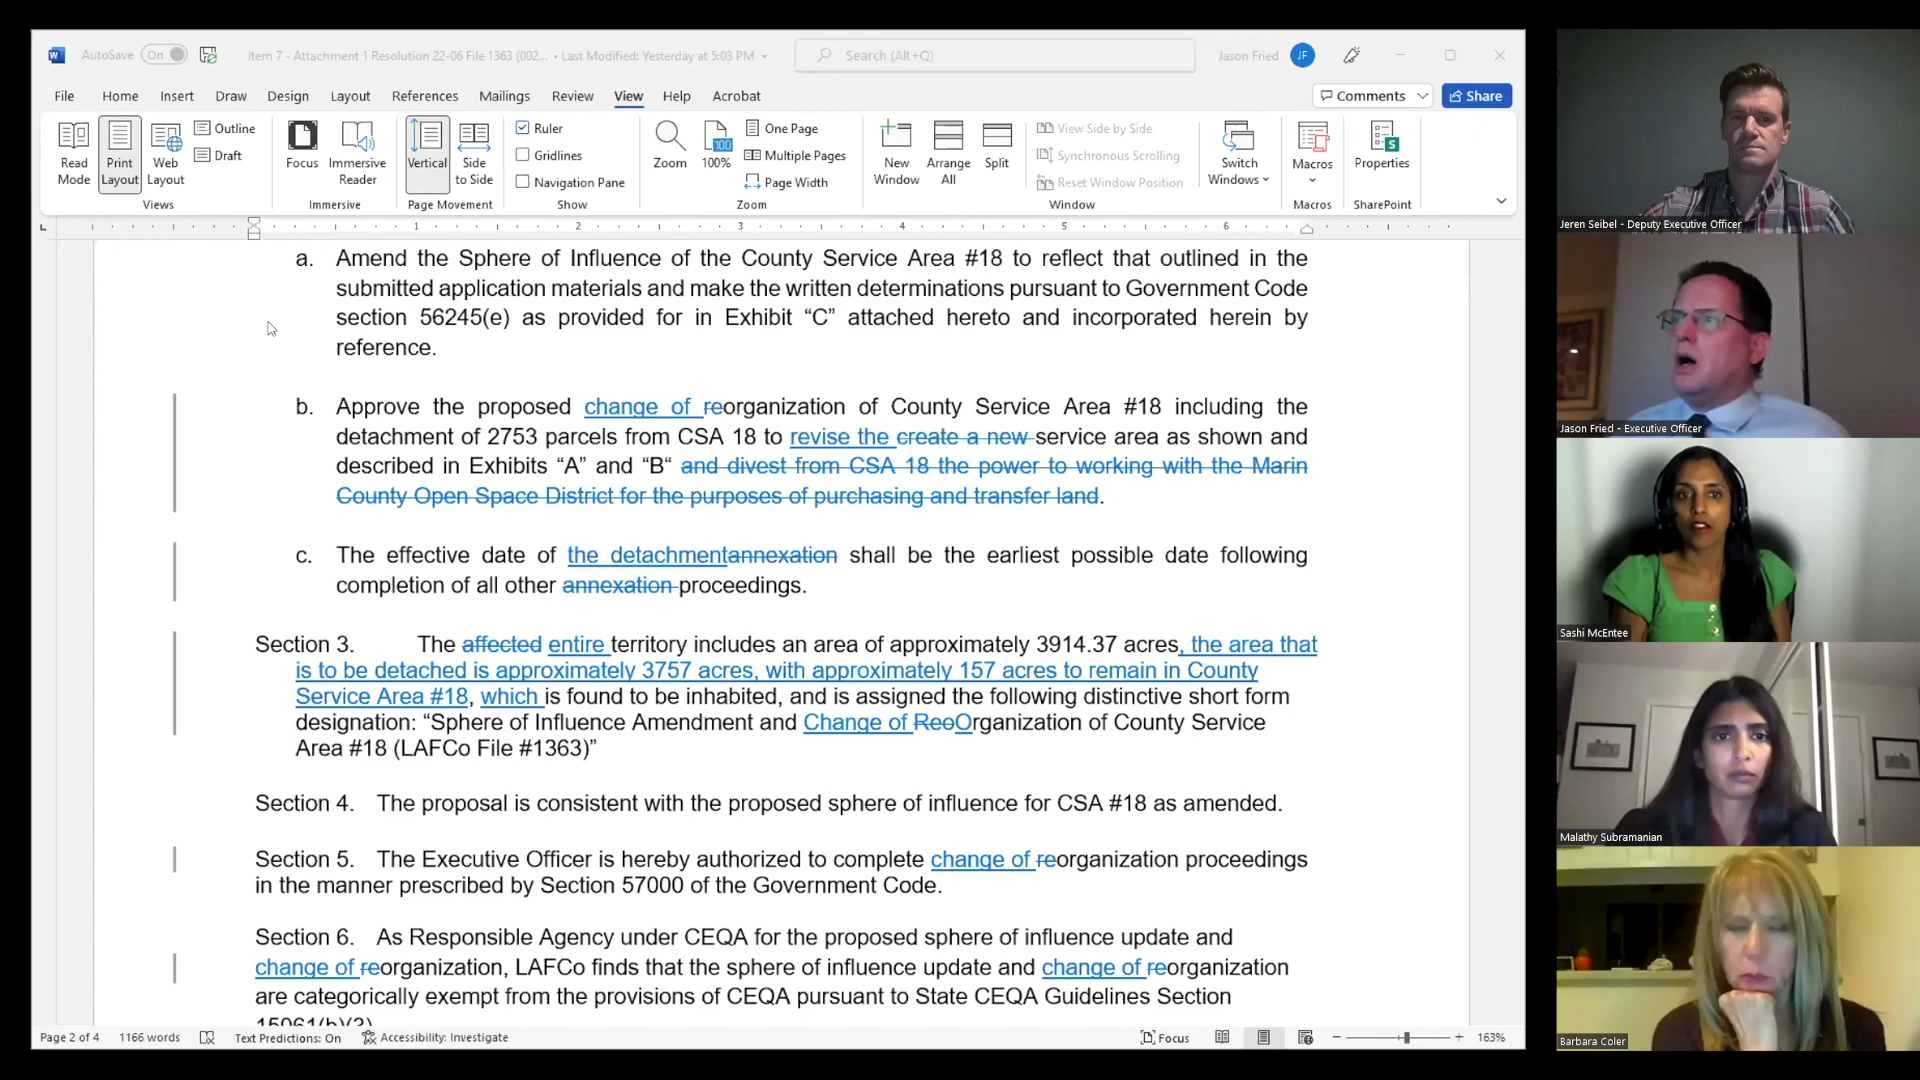 AutoSave On Item 7 - Attachment 1 Resolution 22-06 File 1363 (002... • Last Modified: Yesterday at 5:03 PM Search (Alt+Q) Jason Fried JF
File Home Insert Draw Design Layout References Mailings Review View Help Acrobat Comments Share
Read Mode Print Layout Web Layout Outline Draft Focus Immersive Reader Vertical Side to Side Ruler Gridlines Navigation Pane Zoom 100 100% One Page Multiple Pages Page Width New Window Arrange All Split View Side by Side Synchronous Scrolling Reset Window Position Switch Windows Macros Properties
Views Immersive Page Movement Show Zoom Window Macros SharePoint
1 2 3 4 5 6
a. Amend the Sphere of Influence of the County Service Area #18 to reflect that outlined in the
submitted application materials and make the written determinations pursuant to Government Code
section 56245(e) as provided for in Exhibit “C” attached hereto and incorporated herein by
reference.
b. Approve the proposed change of reorganization of County Service Area #18 including the
detachment of 2753 parcels from CSA 18 to revise the create a new service area as shown and
described in Exhibits “A” and “B“ and divest from CSA 18 the power to working with the Marin
County Open Space District for the purposes of purchasing and transfer land.
c. The effective date of the detachmentannexation shall be the earliest possible date following
completion of all other annexation proceedings.
Section 3. The affected entire territory includes an area of approximately 3914.37 acres, the area that
is to be detached is approximately 3757 acres, with approximately 157 acres to remain in County
Service Area #18, which is found to be inhabited, and is assigned the following distinctive short form
designation: “Sphere of Influence Amendment and Change of ReoOrganization of County Service
Area #18 (LAFCo File #1363)”
Section 4. The proposal is consistent with the proposed sphere of influence for CSA #18 as amended.
Section 5. The Executive Officer is hereby authorized to complete change of reorganization proceedings
in the manner prescribed by Section 57000 of the Government Code.
Section 6. As Responsible Agency under CEQA for the proposed sphere of influence update and
change of reorganization, LAFCo finds that the sphere of influence update and change of reorganization
are categorically exempt from the provisions of CEQA pursuant to State CEQA Guidelines Section
15061(b)(3)
Page 2 of 4 1166 words Text Predictions: On Accessibility: Investigate Focus 163%
Jeren Seibel - Deputy Executive Officer
Jason Fried - Executive Officer
Sashi McEntee
Malathy Subramanian
Barbara Coler